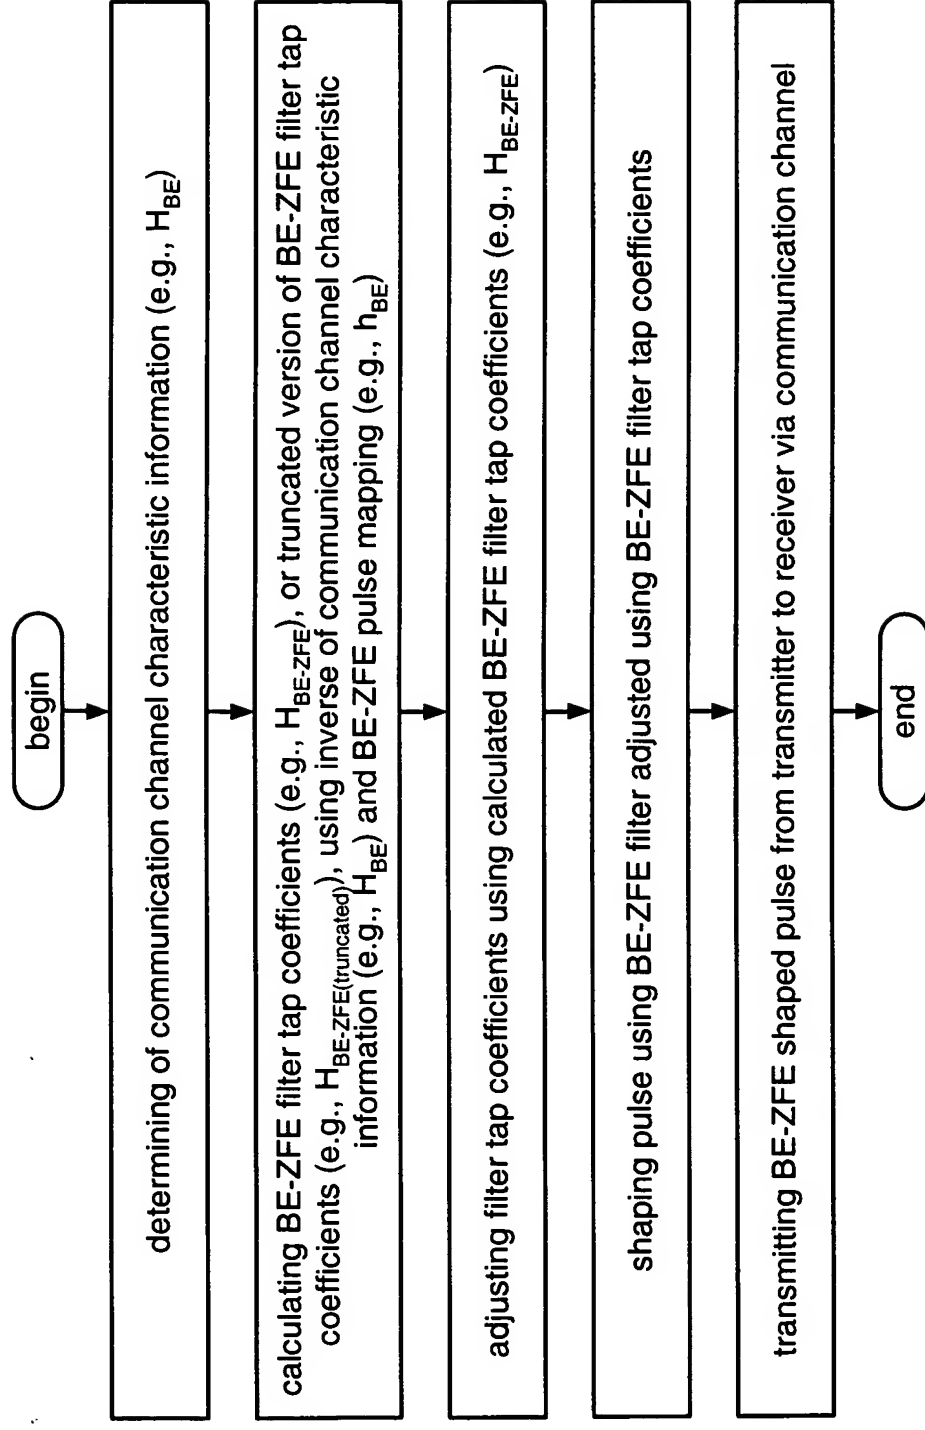 begin
determining of communication channel characteristic information (e.g., H_BE)
calculating BE-ZFE filter tap coefficients (e.g., H_BE-ZFE), or truncated version of BE-ZFE filter tap
coefficients (e.g., H_BE-ZFE(truncated)), using inverse of communication channel characteristic
information (e.g., H_BE) and BE-ZFE pulse mapping (e.g., h_BE)
adjusting filter tap coefficients using calculated BE-ZFE filter tap coefficients (e.g., H_BE-ZFE)
shaping pulse using BE-ZFE filter adjusted using BE-ZFE filter tap coefficients
transmitting BE-ZFE shaped pulse from transmitter to receiver via communication channel
end